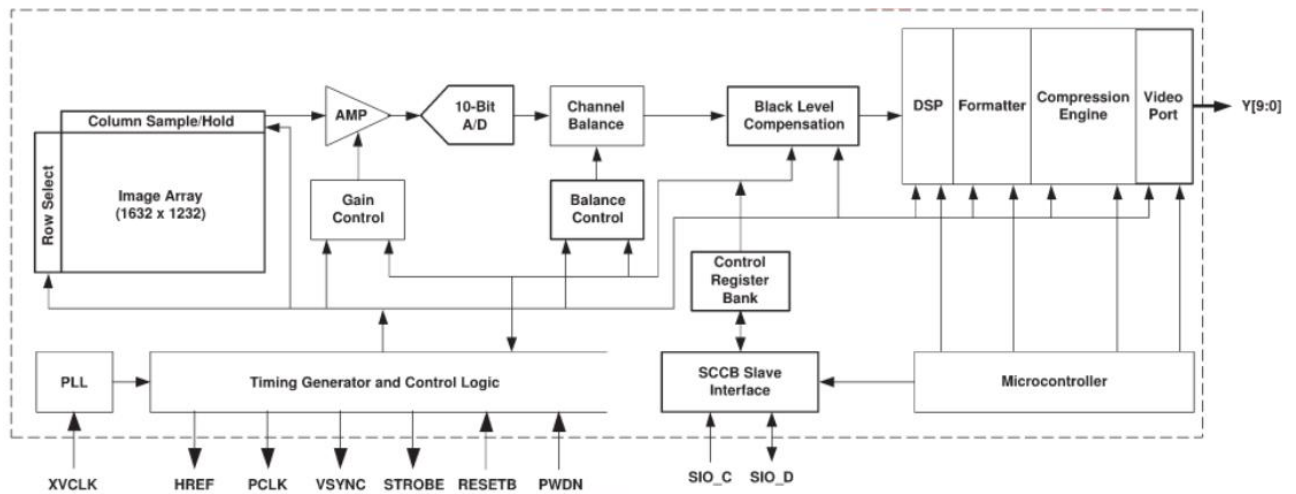 Column Sample/Hold
Row Select
Image Array
(1632 x 1232)
AMP
10-Bit
A/D
Channel
Balance
Black Level
Compensation
DSP
Formatter
Compression
Engine
Video
Port
Y[9:0]
Gain
Control
Balance
Control
Control
Register
Bank
PLL
Timing Generator and Control Logic
SCCB Slave
Interface
Microcontroller
XVCLK
HREF
PCLK
VSYNC
STROBE
RESETB
PWDN
SIO_C
SIO_D